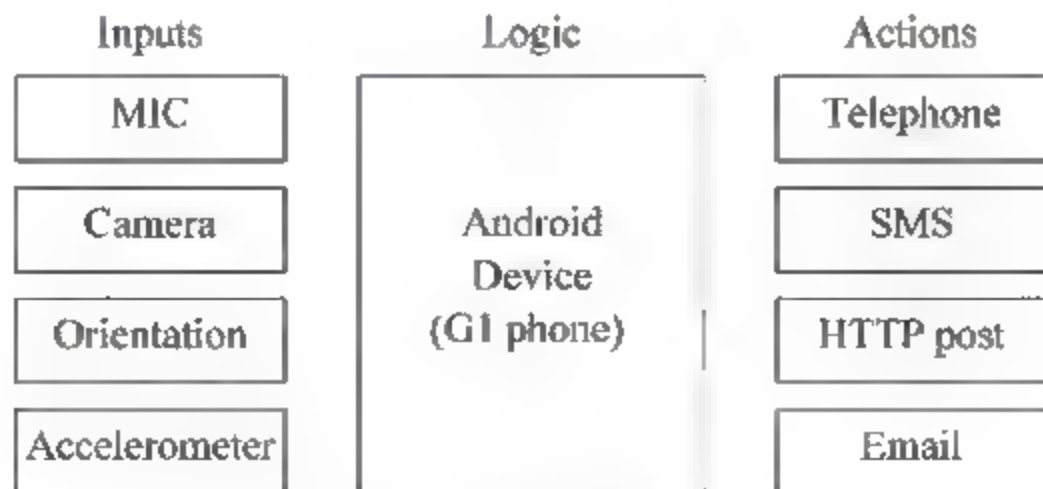 Inputs
Logic
Actions
MIC
Telephone
Camera
Android
SMS
Device
Orientation
(G1 phone)
HTTP post
Accelerometer
Email